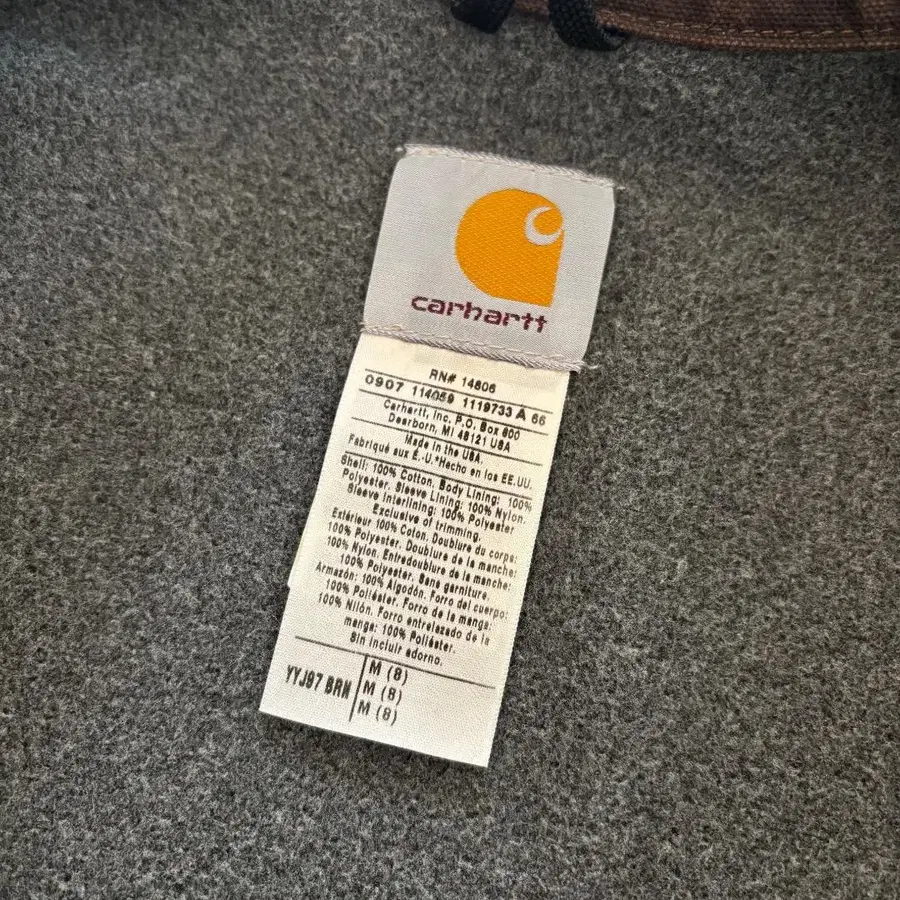 carhartt
RN# 14806
0907 114059 1119733 A 66
Carhartt, Inc. P.O. Box 600
Dearborn, MI 48121 USA
Made in the USA.
Fabriqué aux É.-U.*Hecho en los EE.UU.
Shell: 100% Cotton. Body Lining: 100%
Polyester. Sleeve Lining: 100% Nylon.
Sleeve Interlining: 100% Polyester
Exclusive of trimming.
Extérieur 100% Coton. Doublure du corps:
100% Polyester. Doublure de la manche:
100% Nylon. Entredoublure de la manche:
100% Polyester. Sans garniture.
Armazón: 100% Algodón. Forro del cuerpo:
100% Poliéster. Forro de la manga:
100% Nilón. Forro entrelazado de la
manga: 100% Poliéster.
Sin incluir adorno.
YYJ97 BRN
M (8)
M (8)
M (8)